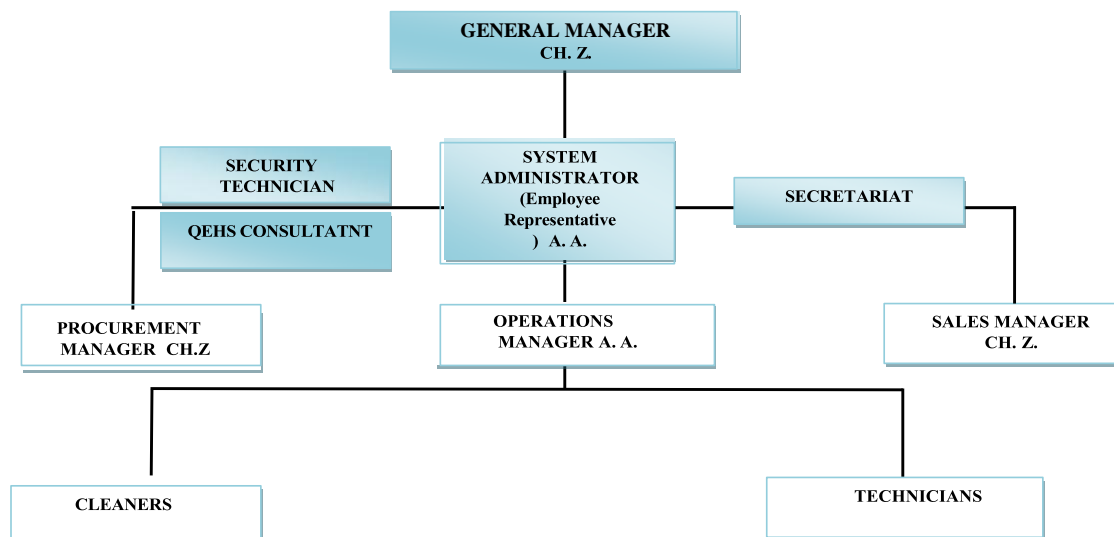 GENERAL MANAGER
CH. Z.
SECURITY
TECHNICIAN
QEHS CONSULTATNT
SYSTEM
ADMINISTRATOR
(Employee
Representative
) A. A.
SECRETARIAT
PROCUREMENT
MANAGER CH.Z
OPERATIONS
MANAGER A. A.
SALES MANAGER
CH. Z.
CLEANERS
TECHNICIANS